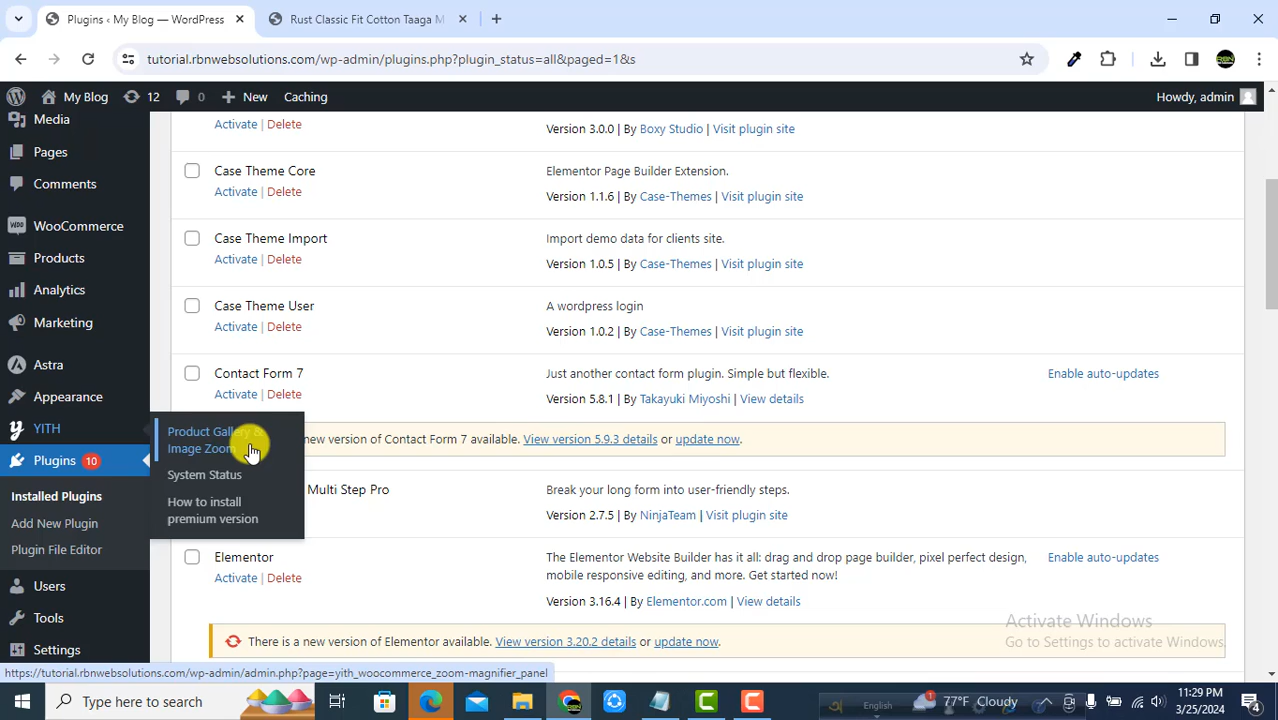 Plugins ‹ My Blog — WordPress
Rust Classic Fit Cotton Taaga M
tutorial.rbnwebsolutions.com/wp-admin/plugins.php?plugin_status=all&paged=1&s
My Blog 12 0 New Caching Howdy, admin
Media
Pages
Comments
WooCommerce
Products
Analytics
Marketing
Astra
Appearance
YITH
Plugins 10
Installed Plugins
Add New Plugin
Plugin File Editor
Users
Tools
Settings
Product Gallery &
Image Zoom
System Status
How to install
premium version
Activate | Delete
Version 3.0.0 | By Boxy Studio | Visit plugin site
Case Theme Core
Elementor Page Builder Extension.
Activate | Delete
Version 1.1.6 | By Case-Themes | Visit plugin site
Case Theme Import
Import demo data for clients site.
Activate | Delete
Version 1.0.5 | By Case-Themes | Visit plugin site
Case Theme User
A wordpress login
Activate | Delete
Version 1.0.2 | By Case-Themes | Visit plugin site
Contact Form 7
Just another contact form plugin. Simple but flexible.
Enable auto-updates
Activate | Delete
Version 5.8.1 | By Takayuki Miyoshi | View details
new version of Contact Form 7 available. View version 5.9.3 details or update now.
Multi Step Pro
Break your long form into user-friendly steps.
Version 2.7.5 | By NinjaTeam | Visit plugin site
Elementor
The Elementor Website Builder has it all: drag and drop page builder, pixel perfect design,
mobile responsive editing, and more. Get started now!
Enable auto-updates
Activate | Delete
Version 3.16.4 | By Elementor.com | View details
There is a new version of Elementor available. View version 3.20.2 details or update now.
Activate Windows
Go to Settings to activate Windows.
https://tutorial.rbnwebsolutions.com/wp-admin/admin.php?page=yith_woocommerce_zoom-magnifier_panel
Type here to search
English
1
77°F Cloudy
11:29 PM
3/25/2024
4